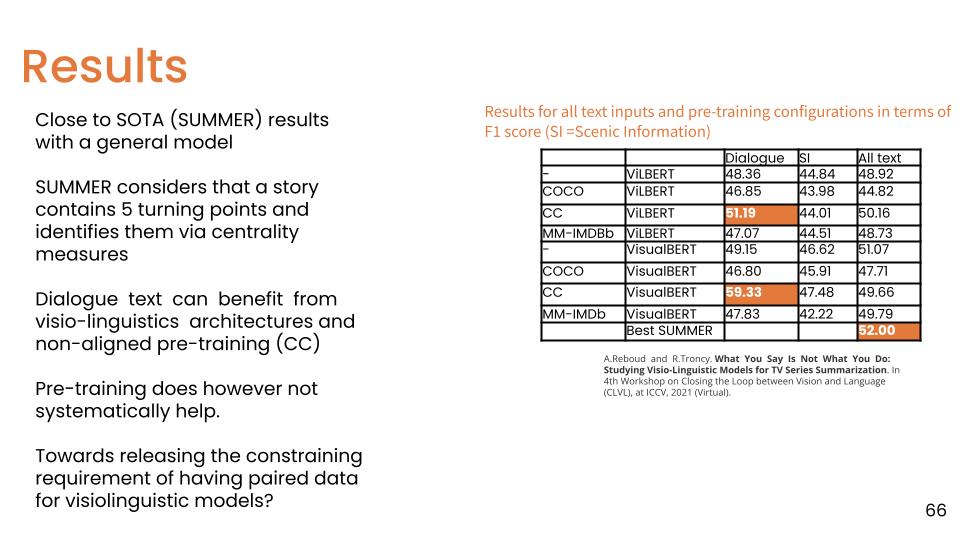 Results
Close to SOTA (SUMMER) results
with a general model
SUMMER considers that a story
contains 5 turning points and
identifies them via centrality
measures
Dialogue text can benefit from
visio-linguistics architectures and
non-aligned pre-training (CC)
Pre-training does however not
systematically help.
Towards releasing the constraining
requirement of having paired data
for visiolinguistic models?
Results for all text inputs and pre-training configurations in terms of
F1 score (SI =Scenic Information)
Dialogue SI All text
- ViLBERT 48.36 44.84 48.92
COCO ViLBERT 46.85 43.98 44.82
CC ViLBERT 51.19 44.01 50.16
MM-IMDBb ViLBERT 47.07 44.51 48.73
- VisualBERT 49.15 46.62 51.07
COCO VisualBERT 46.80 45.91 47.71
CC VisualBERT 59.33 47.48 49.66
MM-IMDb VisualBERT 47.83 42.22 49.79
Best SUMMER 52.00
A.Reboud and R.Troncy. What You Say Is Not What You Do:
Studying Visio-Linguistic Models for TV Series Summarization. In
4th Workshop on Closing the Loop between Vision and Language
(CLVL), at ICCV, 2021 (Virtual).
66